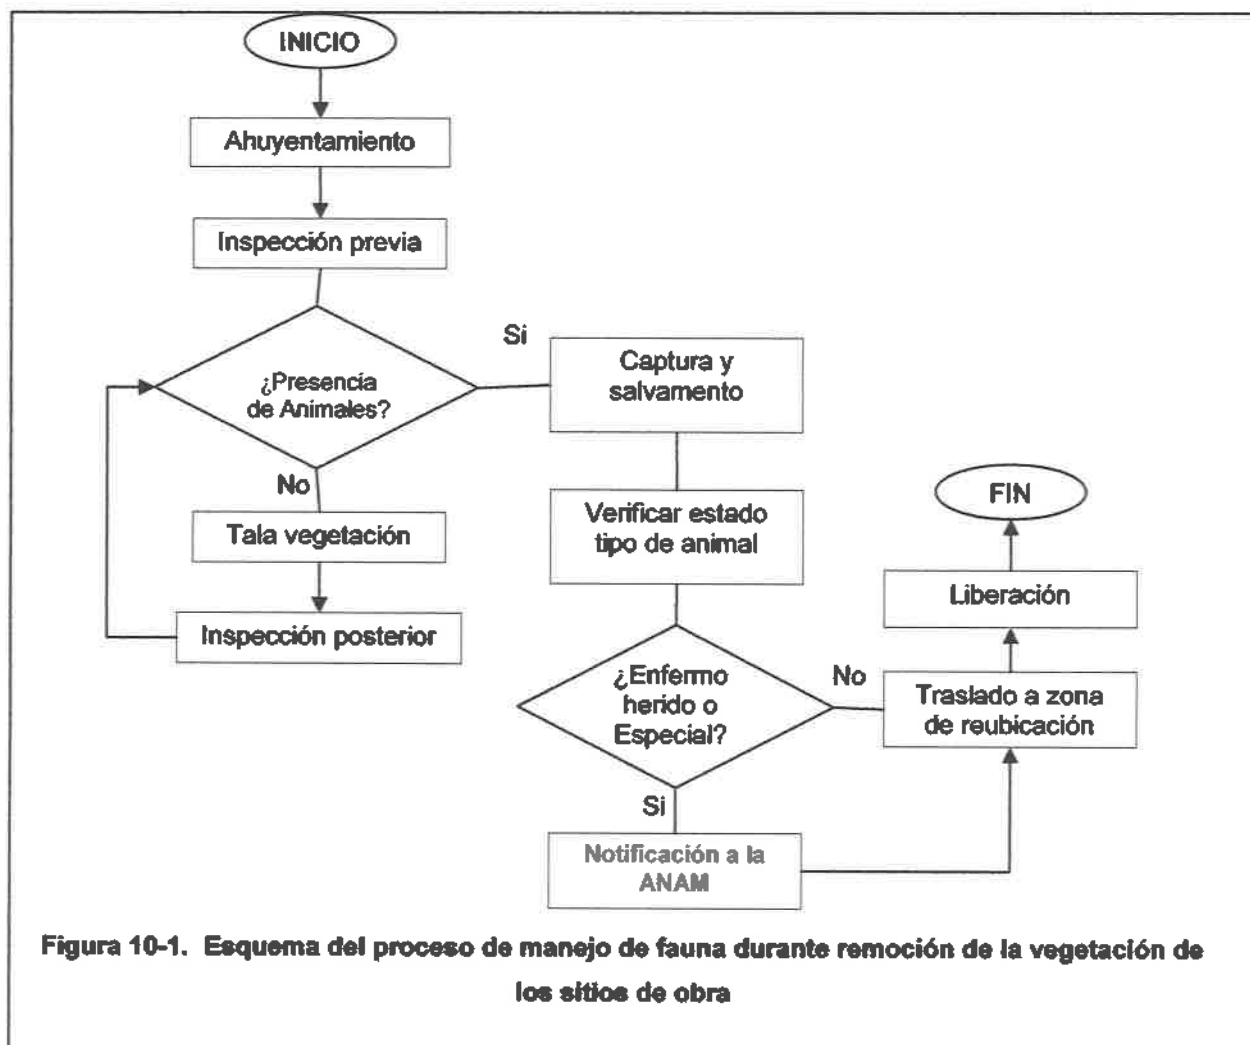 INICIO
Ahuyentamiento
Inspección previa
¿Presencia
de Animales?
Si
No
Captura y
salvamento
Tala vegetación
Inspección posterior
Verificar estado
tipo de animal
¿Enfermo
herido o
Especial?
No
Si
Notificación a la
ANAM
Traslado a zona
de reubicación
Liberación
FIN
Figura 10-1. Esquema del proceso de manejo de fauna durante remoción de la vegetación de
los sitios de obra